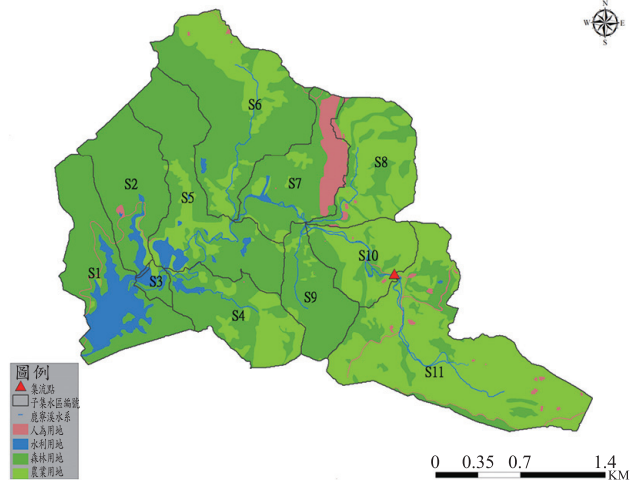 N
W E
S
S6
S8
S2
S7
S5
S10
S1
S3
S9
S4
S11
圖例
集流點
子集水區編號
鹿寮溪水系
人為用地
水利用地
森林用地
農業用地
0 0.35 0.7 1.4
KM